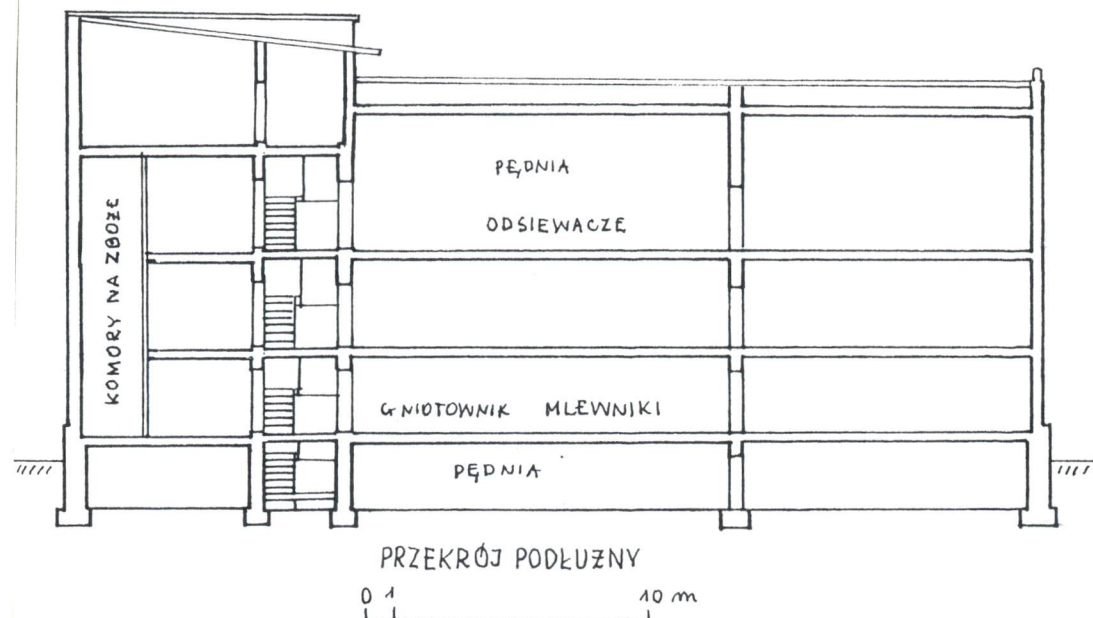 PĘDNIA
ODSIEWACZE
KOMORY NA ZBOŻE
GNIOTOWNIK MLEWNIKI
PĘDNIA
PRZEKRÓJ PODŁUŻNY
0 1 10 m